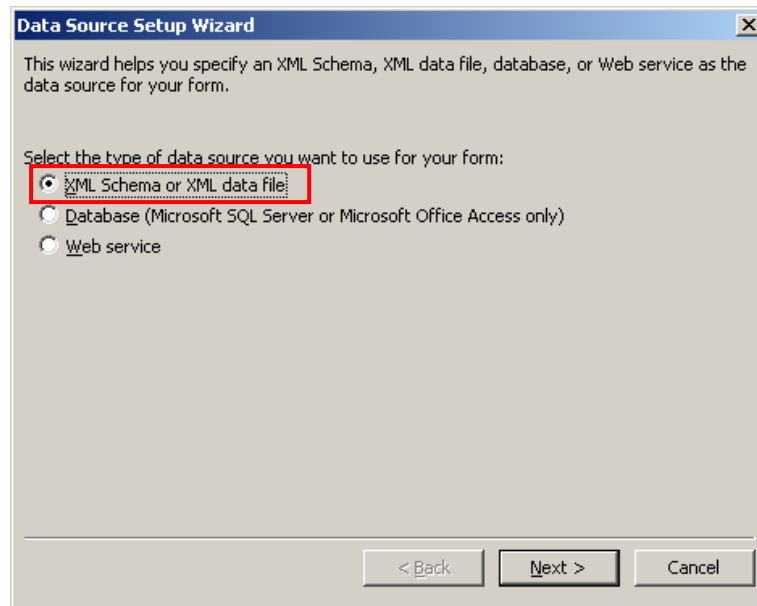 Data Source Setup Wizard
This wizard helps you specify an XML Schema, XML data file, database, or Web service as the
data source for your form.
Select the type of data source you want to use for your form:
XML Schema or XML data file
Database (Microsoft SQL Server or Microsoft Office Access only)
Web service
< Back Next > Cancel